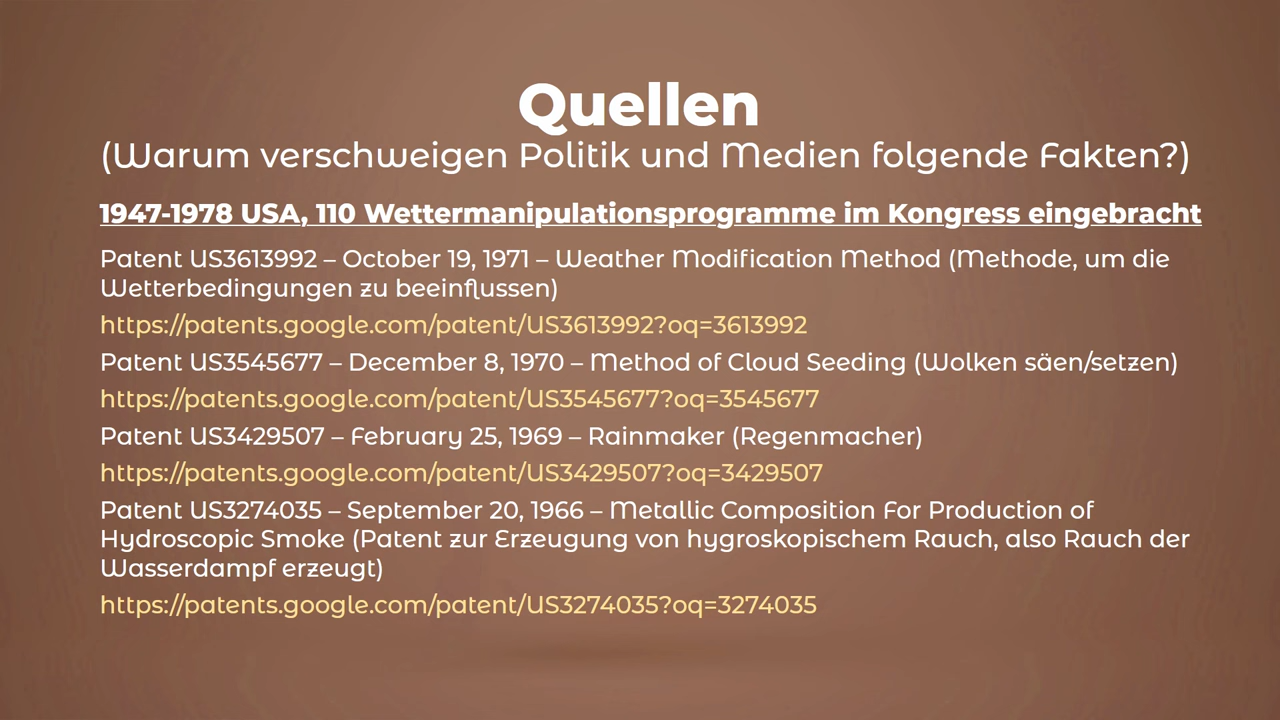 Quellen
(Warum verschweigen Politik und Medien folgende Fakten?)
1947-1978 USA, 110 Wettermanipulationsprogramme im Kongress eingebracht
Patent US3613992 – October 19, 1971 – Weather Modification Method (Methode, um die
Wetterbedingungen zu beeinflussen)
https://patents.google.com/patent/US3613992?oq=3613992
Patent US3545677 – December 8, 1970 – Method of Cloud Seeding (Wolken säen/setzen)
https://patents.google.com/patent/US3545677?oq=3545677
Patent US3429507 – February 25, 1969 – Rainmaker (Regenmacher)
https://patents.google.com/patent/US3429507?oq=3429507
Patent US3274035 – September 20, 1966 – Metallic Composition For Production of
Hydroscopic Smoke (Patent zur Erzeugung von hygroskopischem Rauch, also Rauch der
Wasserdampf erzeugt)
https://patents.google.com/patent/US3274035?oq=3274035